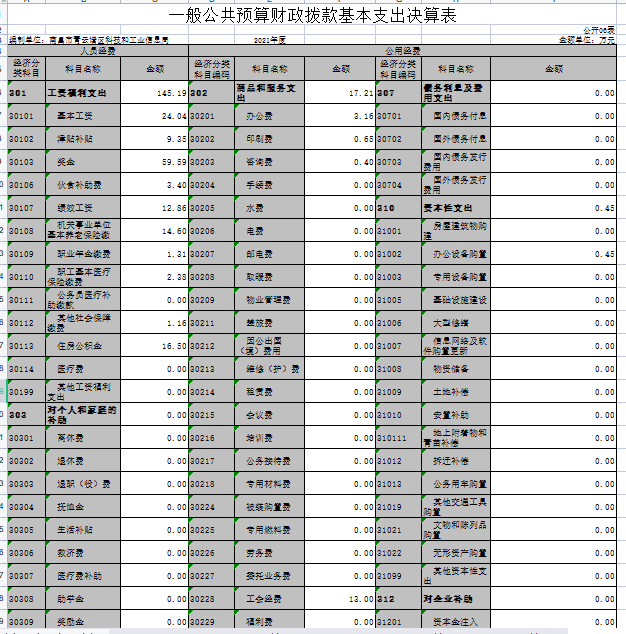 一般公共预算财政拨款基本支出决算表
公开06表
编制单位：南昌市青云谱区科技和工业信息局 2021年度 金额单位：万元
人员经费 公用经费
经济分类科目 科目名称 金额 经济分类科目编码 科目名称 金额 经济分类科目编码 科目名称 金额
301 工资福利支出 145.19 302 商品和服务支出 17.21 307 债务利息及费用支出 0.00
30101 基本工资 24.04 30201 办公费 3.16 30701 国内债务付息 0.00
30102 津贴补贴 9.35 30202 印刷费 0.65 30702 国外债务付息 0.00
30103 奖金 59.59 30203 咨询费 0.40 30703 国内债务发行费用 0.00
30106 伙食补助费 3.40 30204 手续费 0.00 30704 国外债务发行费用 0.00
30107 绩效工资 12.86 30205 水费 0.00 310 资本性支出 0.45
30108 机关事业单位基本养老保险缴 14.60 30206 电费 0.00 31001 房屋建筑物购建 0.00
30109 职业年金缴费 1.31 30207 邮电费 0.00 31002 办公设备购置 0.45
30110 职工基本医疗保险缴费 2.38 30208 取暖费 0.00 31003 专用设备购置 0.00
30111 公务员医疗补助缴款 0.00 30209 物业管理费 0.00 31005 基础设施建设 0.00
30112 其他社会保障缴费 1.16 30211 差旅费 0.00 31006 大型修缮 0.00
30113 住房公积金 16.50 30212 因公出国（境）费用 0.00 31007 信息网络及软件购置更新 0.00
30114 医疗费 0.00 30213 维修（护）费 0.00 31008 物资储备 0.00
30199 其他工资福利支出 0.00 30214 租赁费 0.00 31009 土地补偿 0.00
303 对个人和家庭的补助 0.00 30215 会议费 0.00 31010 安置补助 0.00
30301 离休费 0.00 30216 培训费 0.00 310111 地上附着物和青苗补偿 0.00
30302 退休费 0.00 30217 公务接待费 0.00 31012 拆迁补偿 0.00
30303 退职（役）费 0.00 30218 专用材料费 0.00 31013 公务用车购置 0.00
30304 抚恤金 0.00 30224 被装购置费 0.00 31019 其他交通工具购置 0.00
30305 生活补贴 0.00 30225 专用燃料费 0.00 31021 文物和陈列品购置 0.00
30306 救济费 0.00 30226 劳务费 0.00 31022 无形资产购置 0.00
30307 医疗费补助 0.00 30227 委托业务费 0.00 31099 其他资本性支出 0.00
30308 助学金 0.00 30228 工会经费 13.00 312 对企业补助 0.00
30309 奖励金 0.00 30229 福利费 0.00 31201 资本金注入 0.00